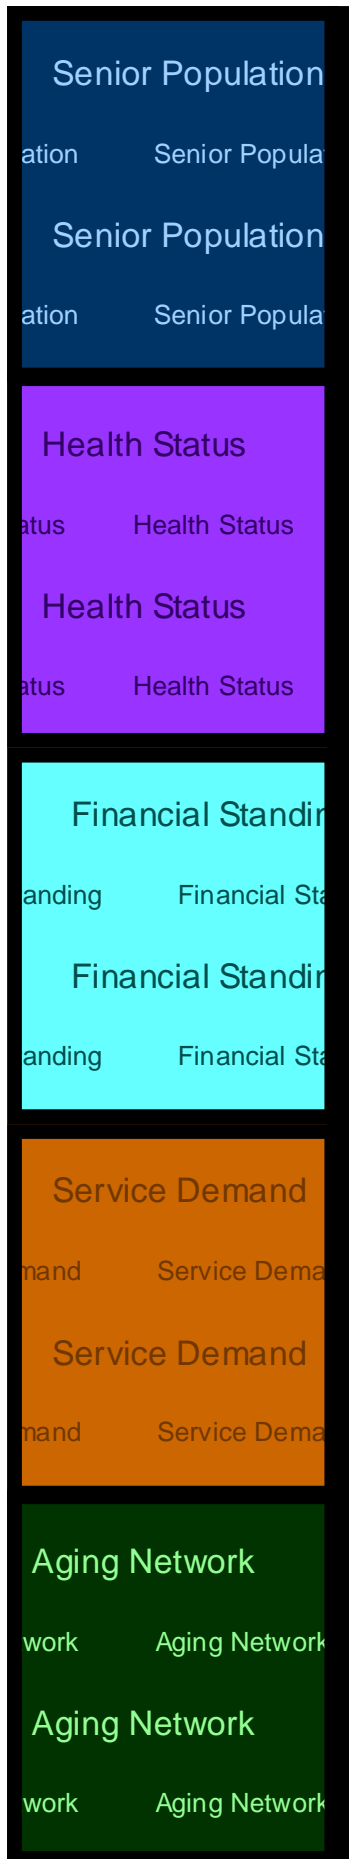 Senior Population
ation Senior Popula
Senior Population
ation Senior Popula
Health Status
atus Health Status
Health Status
atus Health Status
Financial Standin
anding Financial Sta
Financial Standin
anding Financial Sta
Service Demand
mand Service Dema
Service Demand
mand Service Dema
Aging Network
work Aging Network
Aging Network
work Aging Network